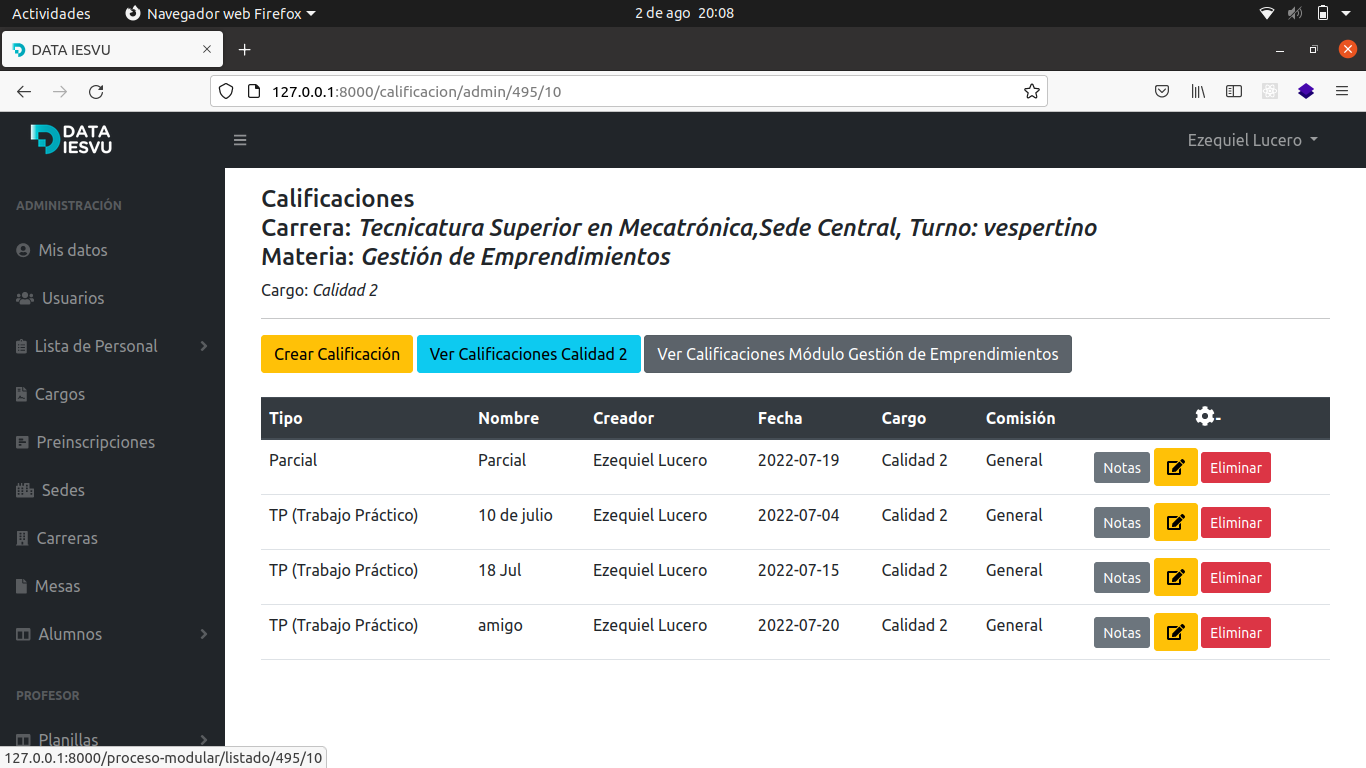 Actividades Navegador web Firefox 2 de ago 20:08
DATA IESVU
127.0.0.1:8000/calificacion/admin/495/10
DATA
IESVU
Ezequiel Lucero
ADMINISTRACIÓN
Mis datos
Usuarios
Lista de Personal
Cargos
Preinscripciones
Sedes
Carreras
Mesas
Alumnos
PROFESOR
Planillas
Calificaciones
Carrera: Tecnicatura Superior en Mecatrónica,Sede Central, Turno: vespertino
Materia: Gestión de Emprendimientos
Cargo: Calidad 2
Crear Calificación Ver Calificaciones Calidad 2 Ver Calificaciones Módulo Gestión de Emprendimientos
Tipo Nombre Creador Fecha Cargo Comisión -
Parcial Parcial Ezequiel Lucero 2022-07-19 Calidad 2 General Notas Eliminar
TP (Trabajo Práctico) 10 de julio Ezequiel Lucero 2022-07-04 Calidad 2 General Notas Eliminar
TP (Trabajo Práctico) 18 Jul Ezequiel Lucero 2022-07-15 Calidad 2 General Notas Eliminar
TP (Trabajo Práctico) amigo Ezequiel Lucero 2022-07-20 Calidad 2 General Notas Eliminar
127.0.0.1:8000/proceso-modular/listado/495/10